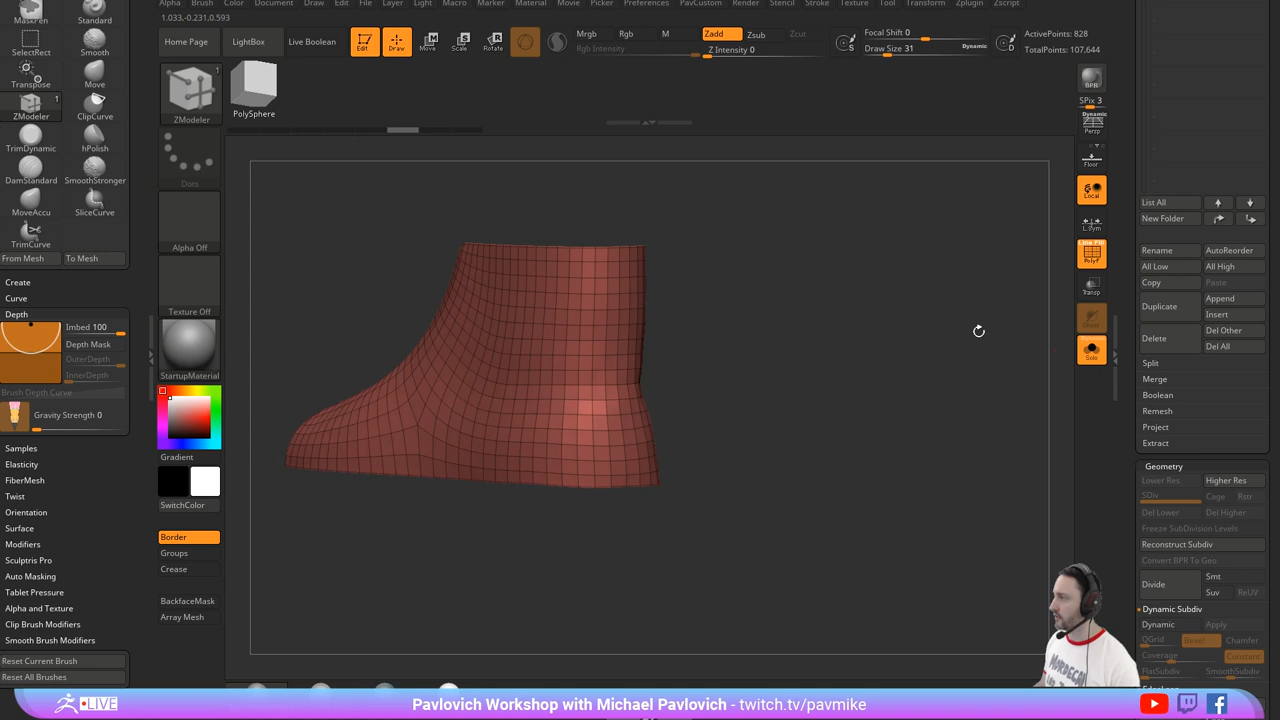 Alpha Brush Color Document Draw Edit File Layer Light Macro Marker Material Movie Picker Preferences PavCustom Render Stencil Stroke Texture Tool Transform Zplugin Zscript
1.033,-0.231,0.593
MaskPen Standard
SelectRect Smooth
Transpose Move
ZModeler 1 ClipCurve
TrimDynamic hPolish
DamStandard SmoothStronger
MoveAccu SliceCurve
TrimCurve
From Mesh To Mesh
Create
Curve
Depth
Imbed 100
Depth Mask
OuterDepth
InnerDepth
Brush Depth Curve
Gravity Strength 0
Samples
Elasticity
FiberMesh
Twist
Orientation
Surface
Modifiers
Sculptris Pro
Auto Masking
Tablet Pressure
Alpha and Texture
Clip Brush Modifiers
Smooth Brush Modifiers
Reset Current Brush
Reset All Brushes
Home Page LightBox Live Boolean
Edit Draw Move Scale Rotate
Mrgb Rgb M
Rgb Intensity
Zadd Zsub Zcut
Z Intensity 0
S
Focal Shift 0
Draw Size 31 Dynamic
D
ActivePoints: 828
TotalPoints: 107,644
1
ZModeler
PolySphere
Dots
Alpha Off
Texture Off
StartupMaterial
Gradient
SwitchColor
Border
Groups
Crease
BackfaceMask
Array Mesh
BPR
SPix 3
Dynamic
Persp
Floor
Local
L.Sym
Line Fill
Polyf
Transp
Ghost
Dynamic
Solo
List All
New Folder
Rename AutoReorder
All Low All High
Copy Paste
Duplicate Append
Insert
Delete Del Other
Del All
Split
Merge
Boolean
Remesh
Project
Extract
Geometry
Lower Res Higher Res
SDiv Cage Rstr
Del Lower Del Higher
Freeze SubDivision Levels
Reconstruct Subdiv
Convert BPR To Geo
Divide Smt
Suv ReUV
Dynamic Subdiv
Dynamic Apply
QGrid Bevel Chamfer
Coverage Constant
FlatSubdiv SmoothSubdiv
LIVE
Pavlovich Workshop with Michael Pavlovich - twitch.tv/pavmike